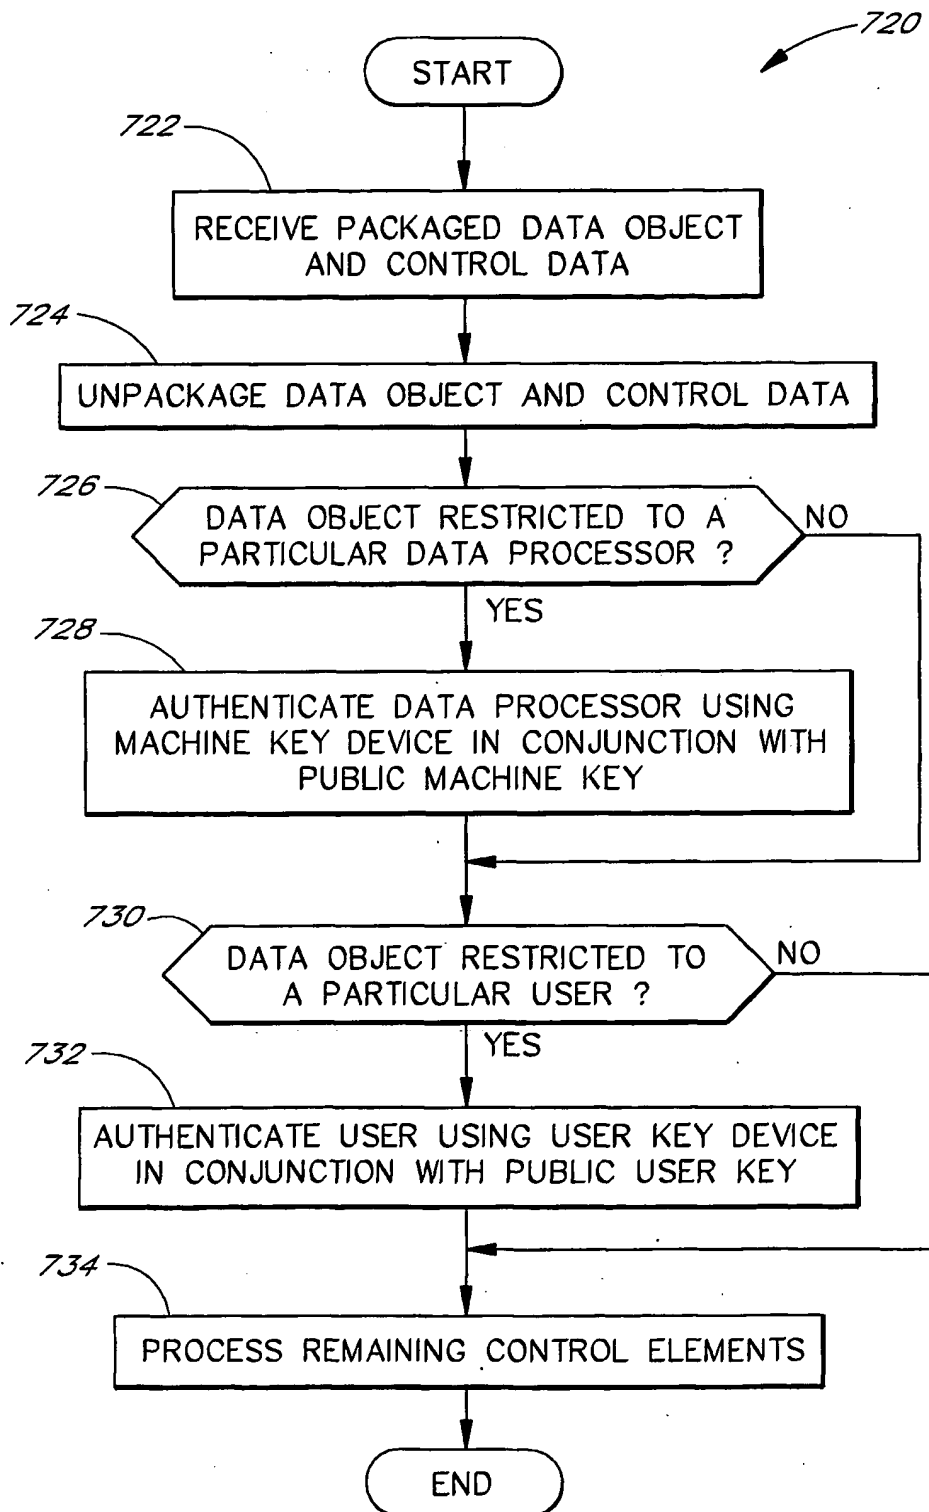 720
START
722
RECEIVE PACKAGED DATA OBJECT
AND CONTROL DATA
724
UNPACKAGE DATA OBJECT AND CONTROL DATA
726
DATA OBJECT RESTRICTED TO A
PARTICULAR DATA PROCESSOR ?
NO
YES
728
AUTHENTICATE DATA PROCESSOR USING
MACHINE KEY DEVICE IN CONJUNCTION WITH
PUBLIC MACHINE KEY
730
DATA OBJECT RESTRICTED TO
A PARTICULAR USER ?
NO
YES
732
AUTHENTICATE USER USING USER KEY DEVICE
IN CONJUNCTION WITH PUBLIC USER KEY
734
PROCESS REMAINING CONTROL ELEMENTS
END